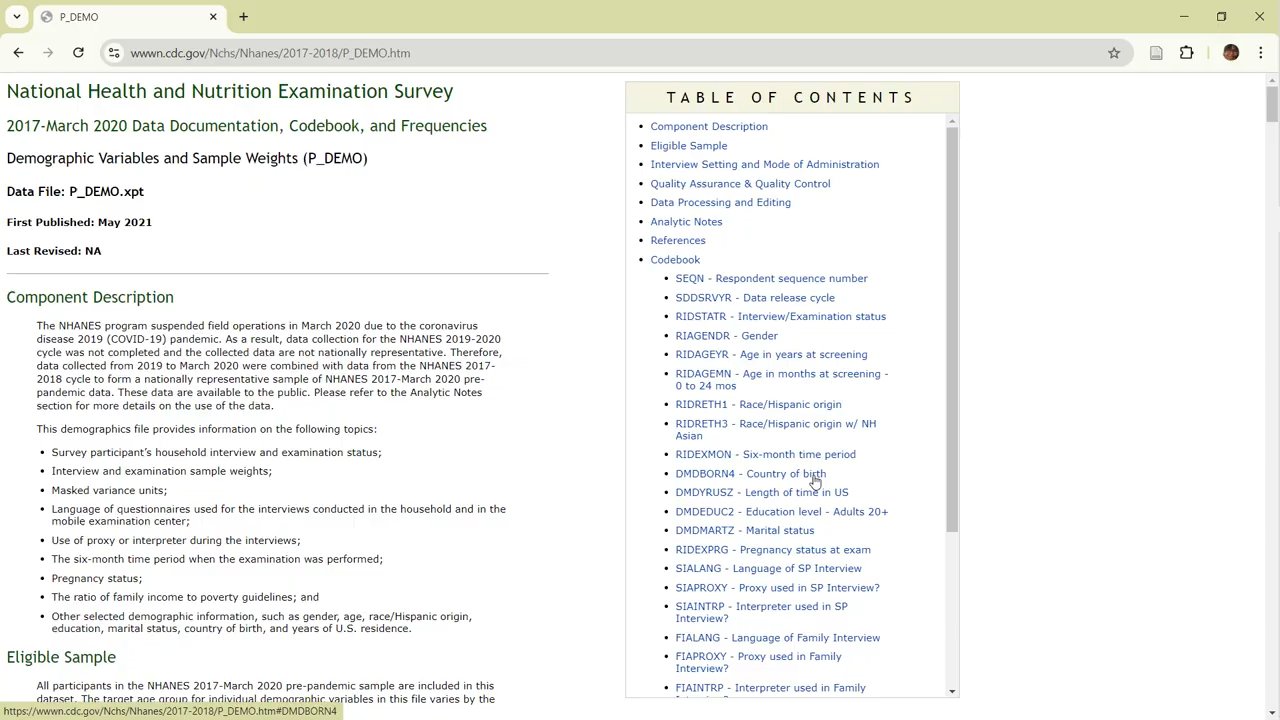 P_DEMO
wwwn.cdc.gov/Nchs/Nhanes/2017-2018/P_DEMO.htm
National Health and Nutrition Examination Survey
2017-March 2020 Data Documentation, Codebook, and Frequencies
Demographic Variables and Sample Weights (P_DEMO)
Data File: P_DEMO.xpt
First Published: May 2021
Last Revised: NA
Component Description
The NHANES program suspended field operations in March 2020 due to the coronavirus
disease 2019 (COVID-19) pandemic. As a result, data collection for the NHANES 2019-2020
cycle was not completed and the collected data are not nationally representative. Therefore,
data collected from 2019 to March 2020 were combined with data from the NHANES 2017-
2018 cycle to form a nationally representative sample of NHANES 2017-March 2020 pre-
pandemic data. These data are available to the public. Please refer to the Analytic Notes
section for more details on the use of the data.
This demographics file provides information on the following topics:
• Survey participant's household interview and examination status;
• Interview and examination sample weights;
• Masked variance units;
• Language of questionnaires used for the interviews conducted in the household and in the
mobile examination center;
• Use of proxy or interpreter during the interviews;
• The six-month time period when the examination was performed;
• Pregnancy status;
• The ratio of family income to poverty guidelines; and
• Other selected demographic information, such as gender, age, race/Hispanic origin,
education, marital status, country of birth, and years of U.S. residence.
Eligible Sample
All participants in the NHANES 2017-March 2020 pre-pandemic sample are included in this
dataset. The target age group for individual demographic variables in this file varies by the
https://wwwn.cdc.gov/Nchs/Nhanes/2017-2018/P_DEMO.htm#DMDBORN4
TABLE OF CONTENTS
• Component Description
• Eligible Sample
• Interview Setting and Mode of Administration
• Quality Assurance & Quality Control
• Data Processing and Editing
• Analytic Notes
• References
• Codebook
• SEQN - Respondent sequence number
• SDDSRVYR - Data release cycle
• RIDSTATR - Interview/Examination status
• RIAGENDR - Gender
• RIDAGEYR - Age in years at screening
• RIDAGEMN - Age in months at screening -
0 to 24 mos
• RIDRETH1 - Race/Hispanic origin
• RIDRETH3 - Race/Hispanic origin w/ NH
Asian
• RIDEXMON - Six-month time period
• DMDBORN4 - Country of birth
• DMDYRUSZ - Length of time in US
• DMDEDUC2 - Education level - Adults 20+
• DMDMARTZ - Marital status
• RIDEXPRG - Pregnancy status at exam
• SIALANG - Language of SP Interview
• SIAPROXY - Proxy used in SP Interview?
• SIAINTRP - Interpreter used in SP
Interview?
• FIALANG - Language of Family Interview
• FIAPROXY - Proxy used in Family
Interview?
• FIAINTRP - Interpreter used in Family